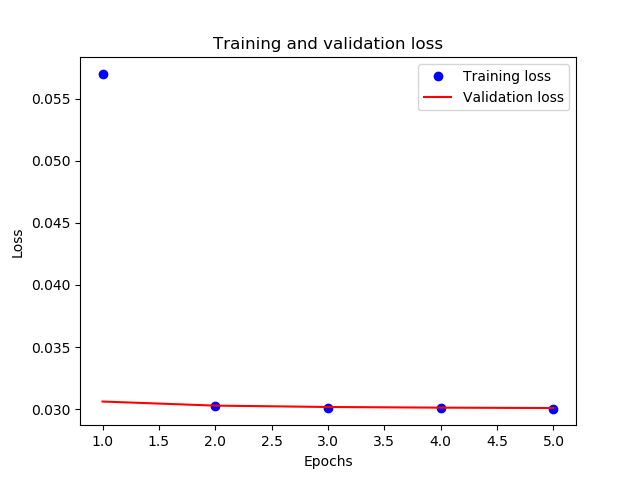 Training and validation loss
Training loss
Validation loss
0.055
0.050
0.045
0.040
0.035
0.030
Loss
1.0 1.5 2.0 2.5 3.0 3.5 4.0 4.5 5.0
Epochs